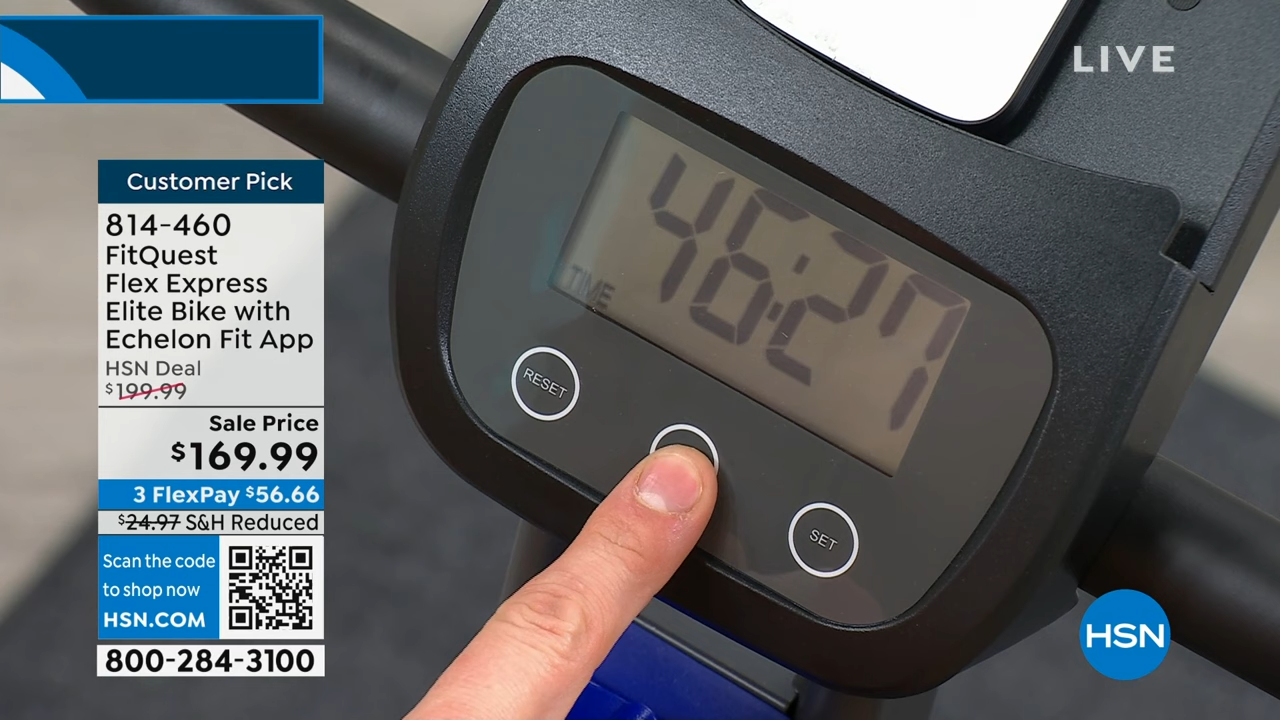 LIVE
Customer Pick
814-460
FitQuest
Flex Express
Elite Bike with
Echelon Fit App
HSN Deal
$199.99
Sale Price
$169.99
3 FlexPay $56.66
$24.97 S&H Reduced
Scan the code
to shop now
HSN.COM
800-284-3100
46:27
TIME
RESET
SET
HSN